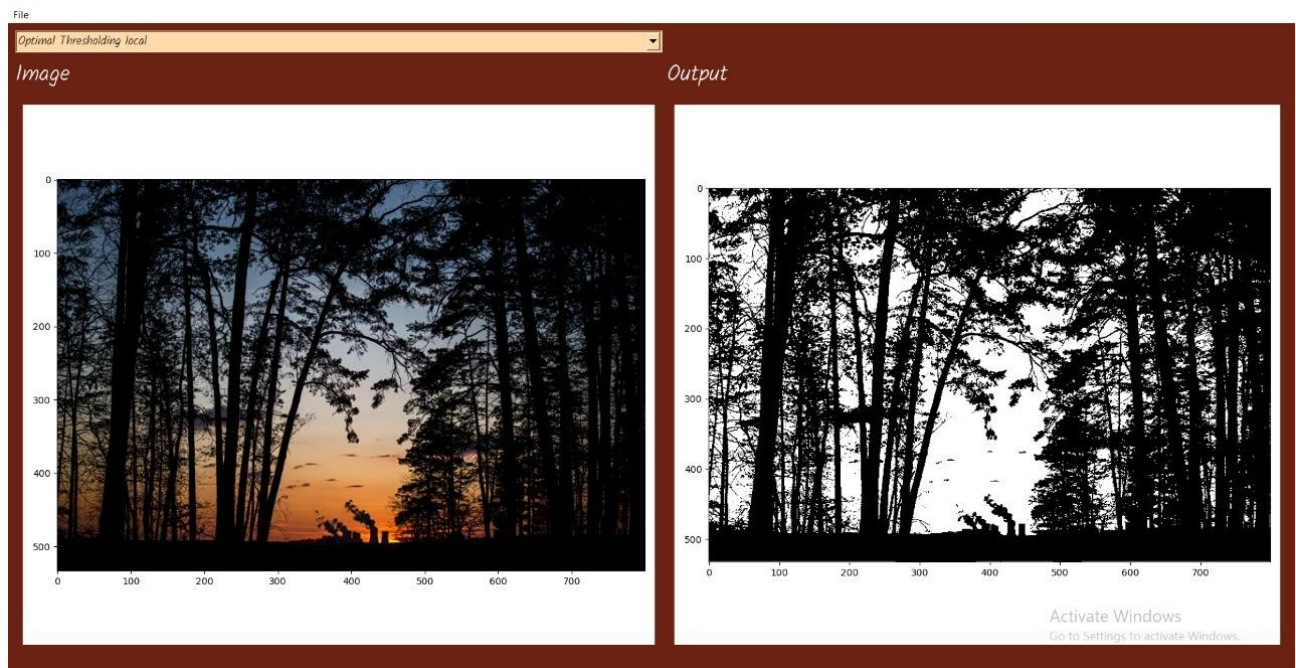 File
Optimal Thresholding local
Image
Output
0
100
200
300
400
500
0 100 200 300 400 500 600 700
0
100
200
300
400
500
0 100 200 300 400 500 600 700
Activate Windows
Go to Settings to activate Windows.